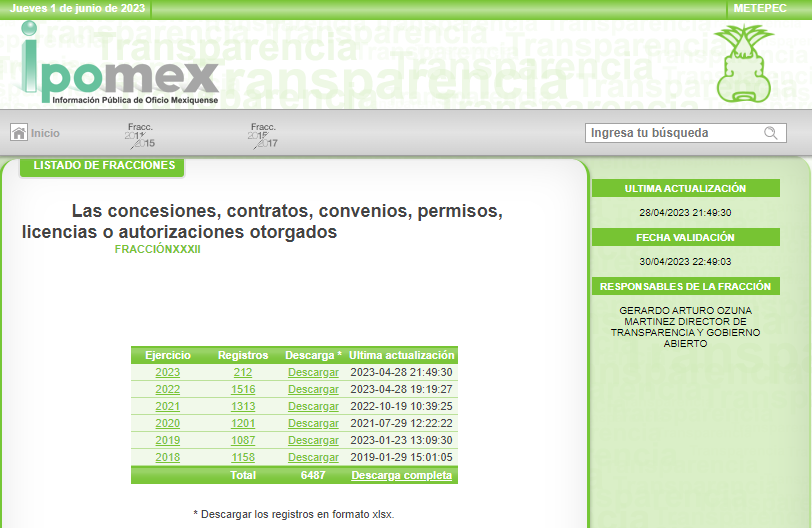 Jueves 1 de junio de 2023
METEPEC
Transparencia
ipomex
Información Pública de Oficio Mexiquense
Inicio
Fracc.
2015
Fracc.
2017
Ingresa tu búsqueda
LISTADO DE FRACCIONES
Las concesiones, contratos, convenios, permisos,
licencias o autorizaciones otorgados
FRACCIÓNXXXII
Ejercicio Registros Descarga * Ultima actualización
2023 212 Descargar 2023-04-28 21:49:30
2022 1516 Descargar 2023-04-28 19:19:27
2021 1313 Descargar 2022-10-19 10:39:25
2020 1201 Descargar 2021-07-29 12:22:22
2019 1087 Descargar 2023-01-23 13:09:30
2018 1158 Descargar 2019-01-29 15:01:05
Total 6487 Descarga completa
* Descargar los registros en formato xlsx.
ULTIMA ACTUALIZACIÓN
28/04/2023 21:49:30
FECHA VALIDACIÓN
30/04/2023 22:49:03
RESPONSABLES DE LA FRACCIÓN
GERARDO ARTURO OZUNA
MARTINEZ DIRECTOR DE
TRANSPARENCIA Y GOBIERNO
ABIERTO